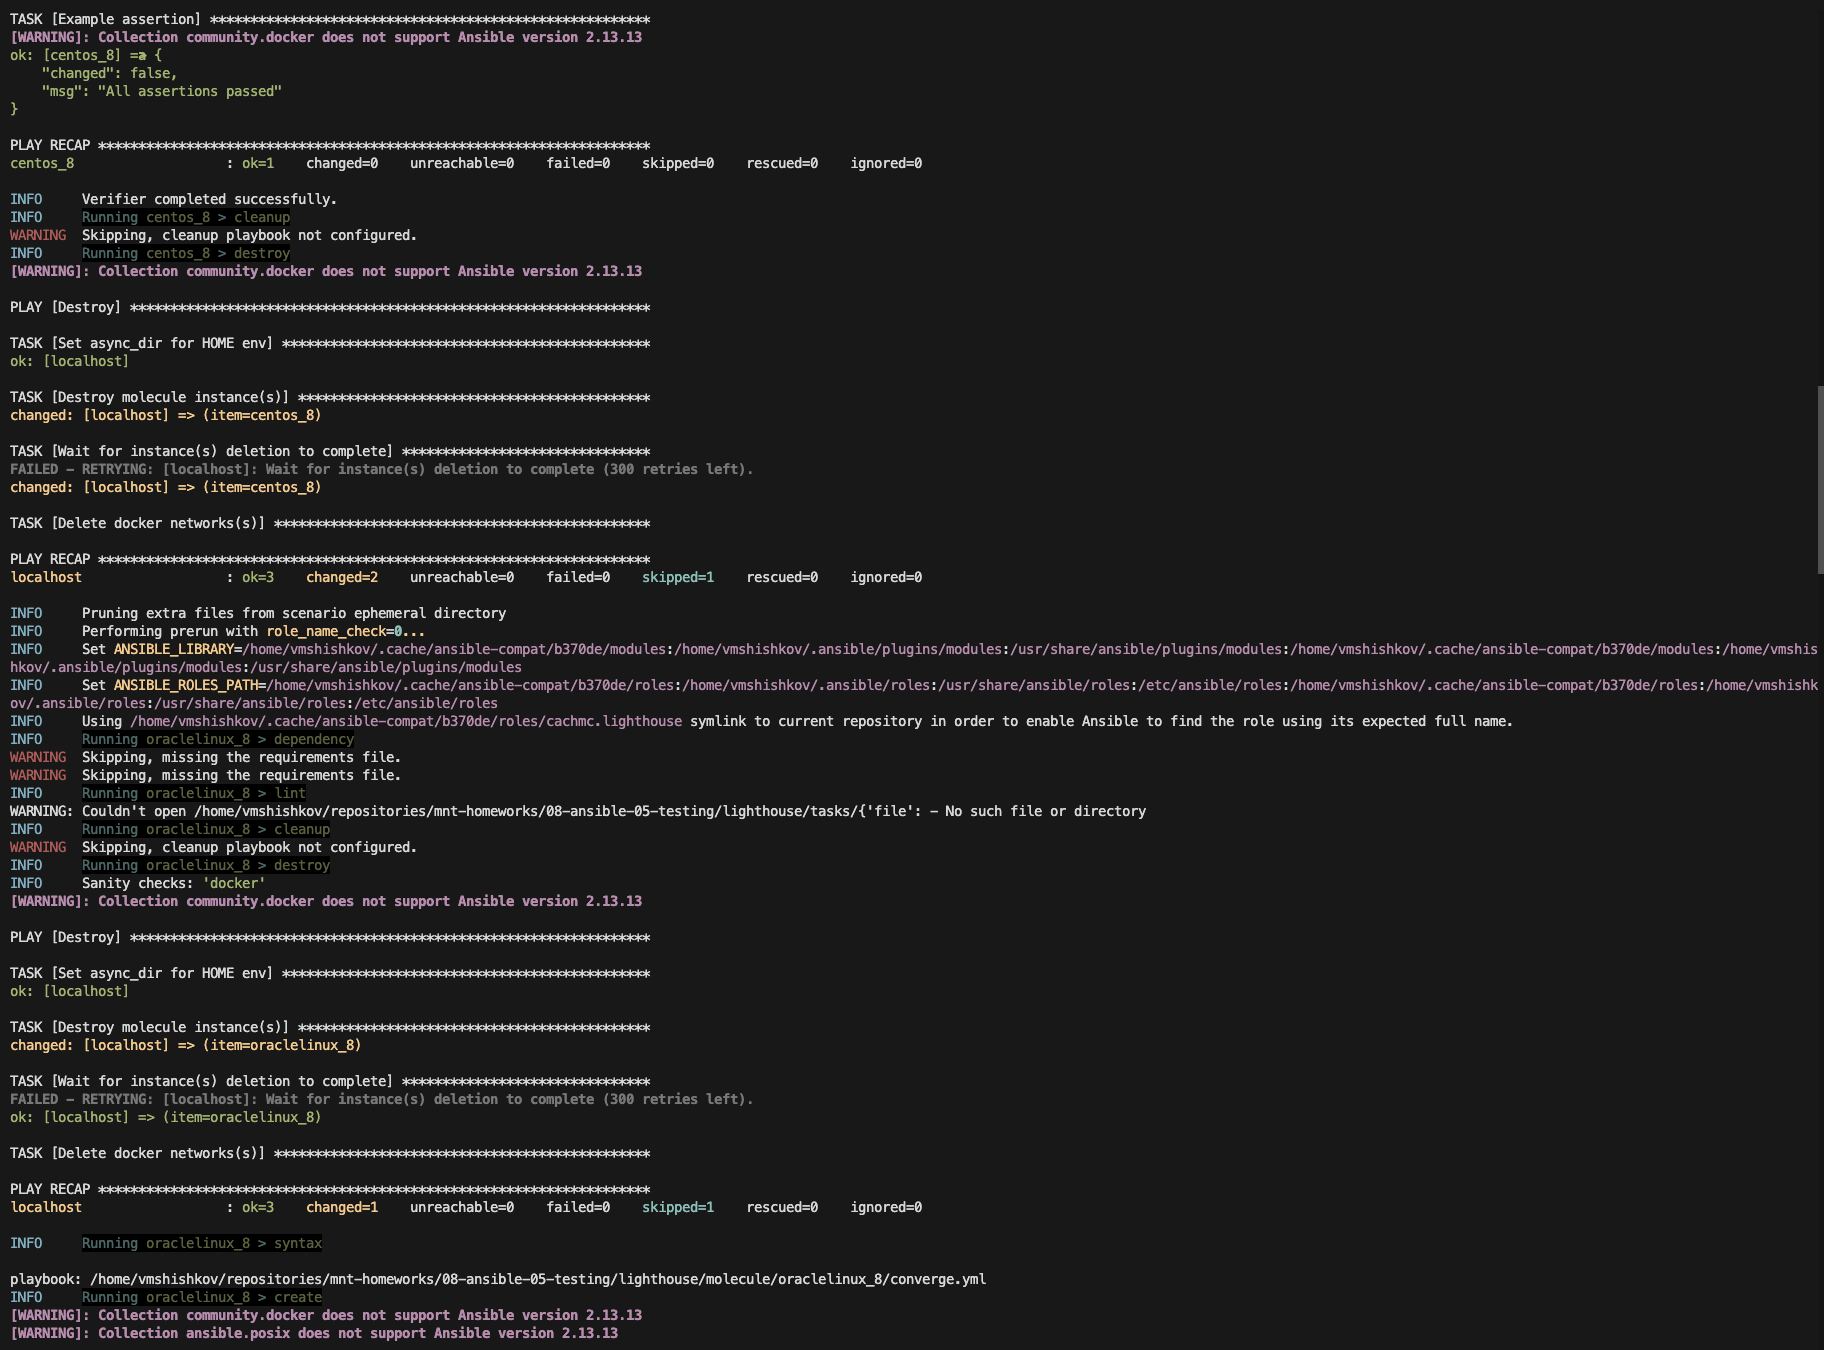 TASK [Example assertion] *******************************************************
[WARNING]: Collection community.docker does not support Ansible version 2.13.13
ok: [centos_8] => {
    "changed": false,
    "msg": "All assertions passed"
}
PLAY RECAP *********************************************************************
centos_8                   : ok=1    changed=0    unreachable=0    failed=0    skipped=0    rescued=0    ignored=0
INFO     Verifier completed successfully.
INFO     Running centos_8 > cleanup
WARNING  Skipping, cleanup playbook not configured.
INFO     Running centos_8 > destroy
[WARNING]: Collection community.docker does not support Ansible version 2.13.13
PLAY [Destroy] *****************************************************************
TASK [Set async_dir for HOME env] **********************************************
ok: [localhost]
TASK [Destroy molecule instance(s)] ********************************************
changed: [localhost] => (item=centos_8)
TASK [Wait for instance(s) deletion to complete] *******************************
FAILED - RETRYING: [localhost]: Wait for instance(s) deletion to complete (300 retries left).
changed: [localhost] => (item=centos_8)
TASK [Delete docker networks(s)] ***********************************************
PLAY RECAP *********************************************************************
localhost                  : ok=3    changed=2    unreachable=0    failed=0    skipped=1    rescued=0    ignored=0
INFO     Pruning extra files from scenario ephemeral directory
INFO     Performing prerun with role_name_check=0...
INFO     Set ANSIBLE_LIBRARY=/home/vmshishkov/.cache/ansible-compat/b370de/modules:/home/vmshishkov/.ansible/plugins/modules:/usr/share/ansible/plugins/modules:/home/vmshishkov/.cache/ansible-compat/b370de/modules:/home/vmshis
hkov/.ansible/plugins/modules:/usr/share/ansible/plugins/modules
INFO     Set ANSIBLE_ROLES_PATH=/home/vmshishkov/.cache/ansible-compat/b370de/roles:/home/vmshishkov/.ansible/roles:/usr/share/ansible/roles:/etc/ansible/roles:/home/vmshishkov/.cache/ansible-compat/b370de/roles:/home/vmshishk
ov/.ansible/roles:/usr/share/ansible/roles:/etc/ansible/roles
INFO     Using /home/vmshishkov/.cache/ansible-compat/b370de/roles/cachmc.lighthouse symlink to current repository in order to enable Ansible to find the role using its expected full name.
INFO     Running oraclelinux_8 > dependency
WARNING  Skipping, missing the requirements file.
WARNING  Skipping, missing the requirements file.
INFO     Running oraclelinux_8 > lint
WARNING: Couldn't open /home/vmshishkov/repositories/mnt-homeworks/08-ansible-05-testing/lighthouse/tasks/{'file': - No such file or directory
INFO     Running oraclelinux_8 > cleanup
WARNING  Skipping, cleanup playbook not configured.
INFO     Running oraclelinux_8 > destroy
INFO     Sanity checks: 'docker'
[WARNING]: Collection community.docker does not support Ansible version 2.13.13
PLAY [Destroy] *****************************************************************
TASK [Set async_dir for HOME env] **********************************************
ok: [localhost]
TASK [Destroy molecule instance(s)] ********************************************
changed: [localhost] => (item=oraclelinux_8)
TASK [Wait for instance(s) deletion to complete] *******************************
FAILED - RETRYING: [localhost]: Wait for instance(s) deletion to complete (300 retries left).
ok: [localhost] => (item=oraclelinux_8)
TASK [Delete docker networks(s)] ***********************************************
PLAY RECAP *********************************************************************
localhost                  : ok=3    changed=1    unreachable=0    failed=0    skipped=1    rescued=0    ignored=0
INFO     Running oraclelinux_8 > syntax
playbook: /home/vmshishkov/repositories/mnt-homeworks/08-ansible-05-testing/lighthouse/molecule/oraclelinux_8/converge.yml
INFO     Running oraclelinux_8 > create
[WARNING]: Collection community.docker does not support Ansible version 2.13.13
[WARNING]: Collection ansible.posix does not support Ansible version 2.13.13